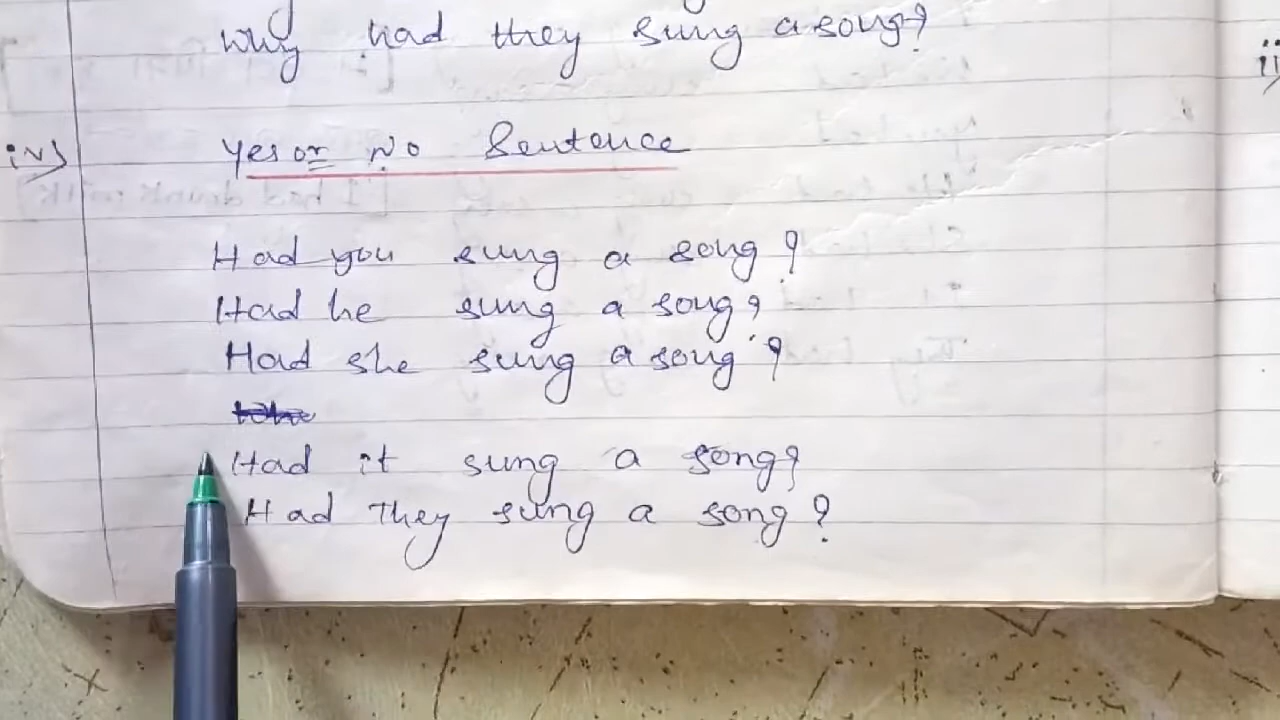 why had they sung a song?
iv) Yes or No Sentence
Had you sung a song?
Had he sung a song?
Had she sung a song?
Had it sung a song?
Had They sung a song?
ii)